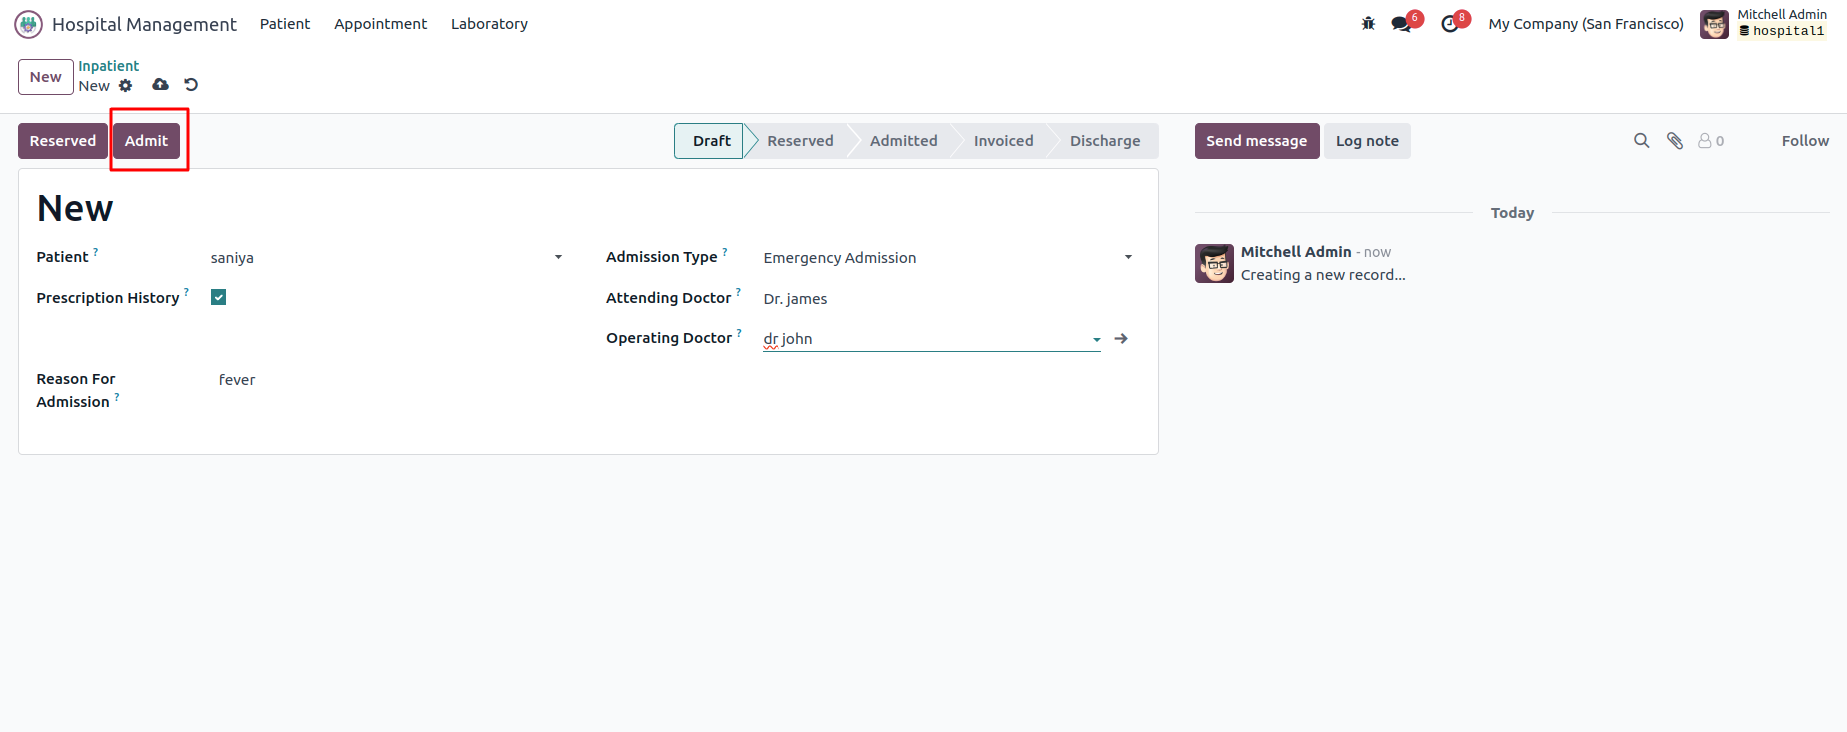 Hospital Management Patient Appointment Laboratory 6 8 My Company (San Francisco) Mitchell Admin
hospital1
New Inpatient
New
Reserved Admit Draft Reserved Admitted Invoiced Discharge Send message Log note 0 Follow
New
Today
Patient ? saniya Admission Type ? Emergency Admission
Mitchell Admin - now
Creating a new record...
Prescription History ? Attending Doctor ? Dr. james
Operating Doctor ? dr john
Reason For
Admission ? fever